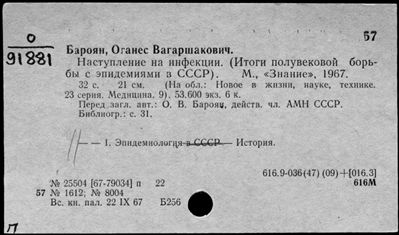 57
О
91881
Бароян, Оганес Вагаршакович.
Наступление на инфекции. (Итоги полувековой борь-
бы с эпидемиями в СССР). М., «Знание», 1967.
32 с. 21 см. (На обл.: Новое в жизни, науке, технике.
23 серия. Медицина. 9). 53.600 экз. 6 к.
Перед загл. авт.: О. В. Бароян, действ. чл. АМН СССР.
Библиогр.: с. 31.
— 1. Эпидемиология — в СССР — История.
616.9-036(47) (09)+[016.3]
№ 25504 [67-79034] п 22 616М
57 № 1612; № 8004
Вс. кн. пал. 22 IX 67 Б256
П